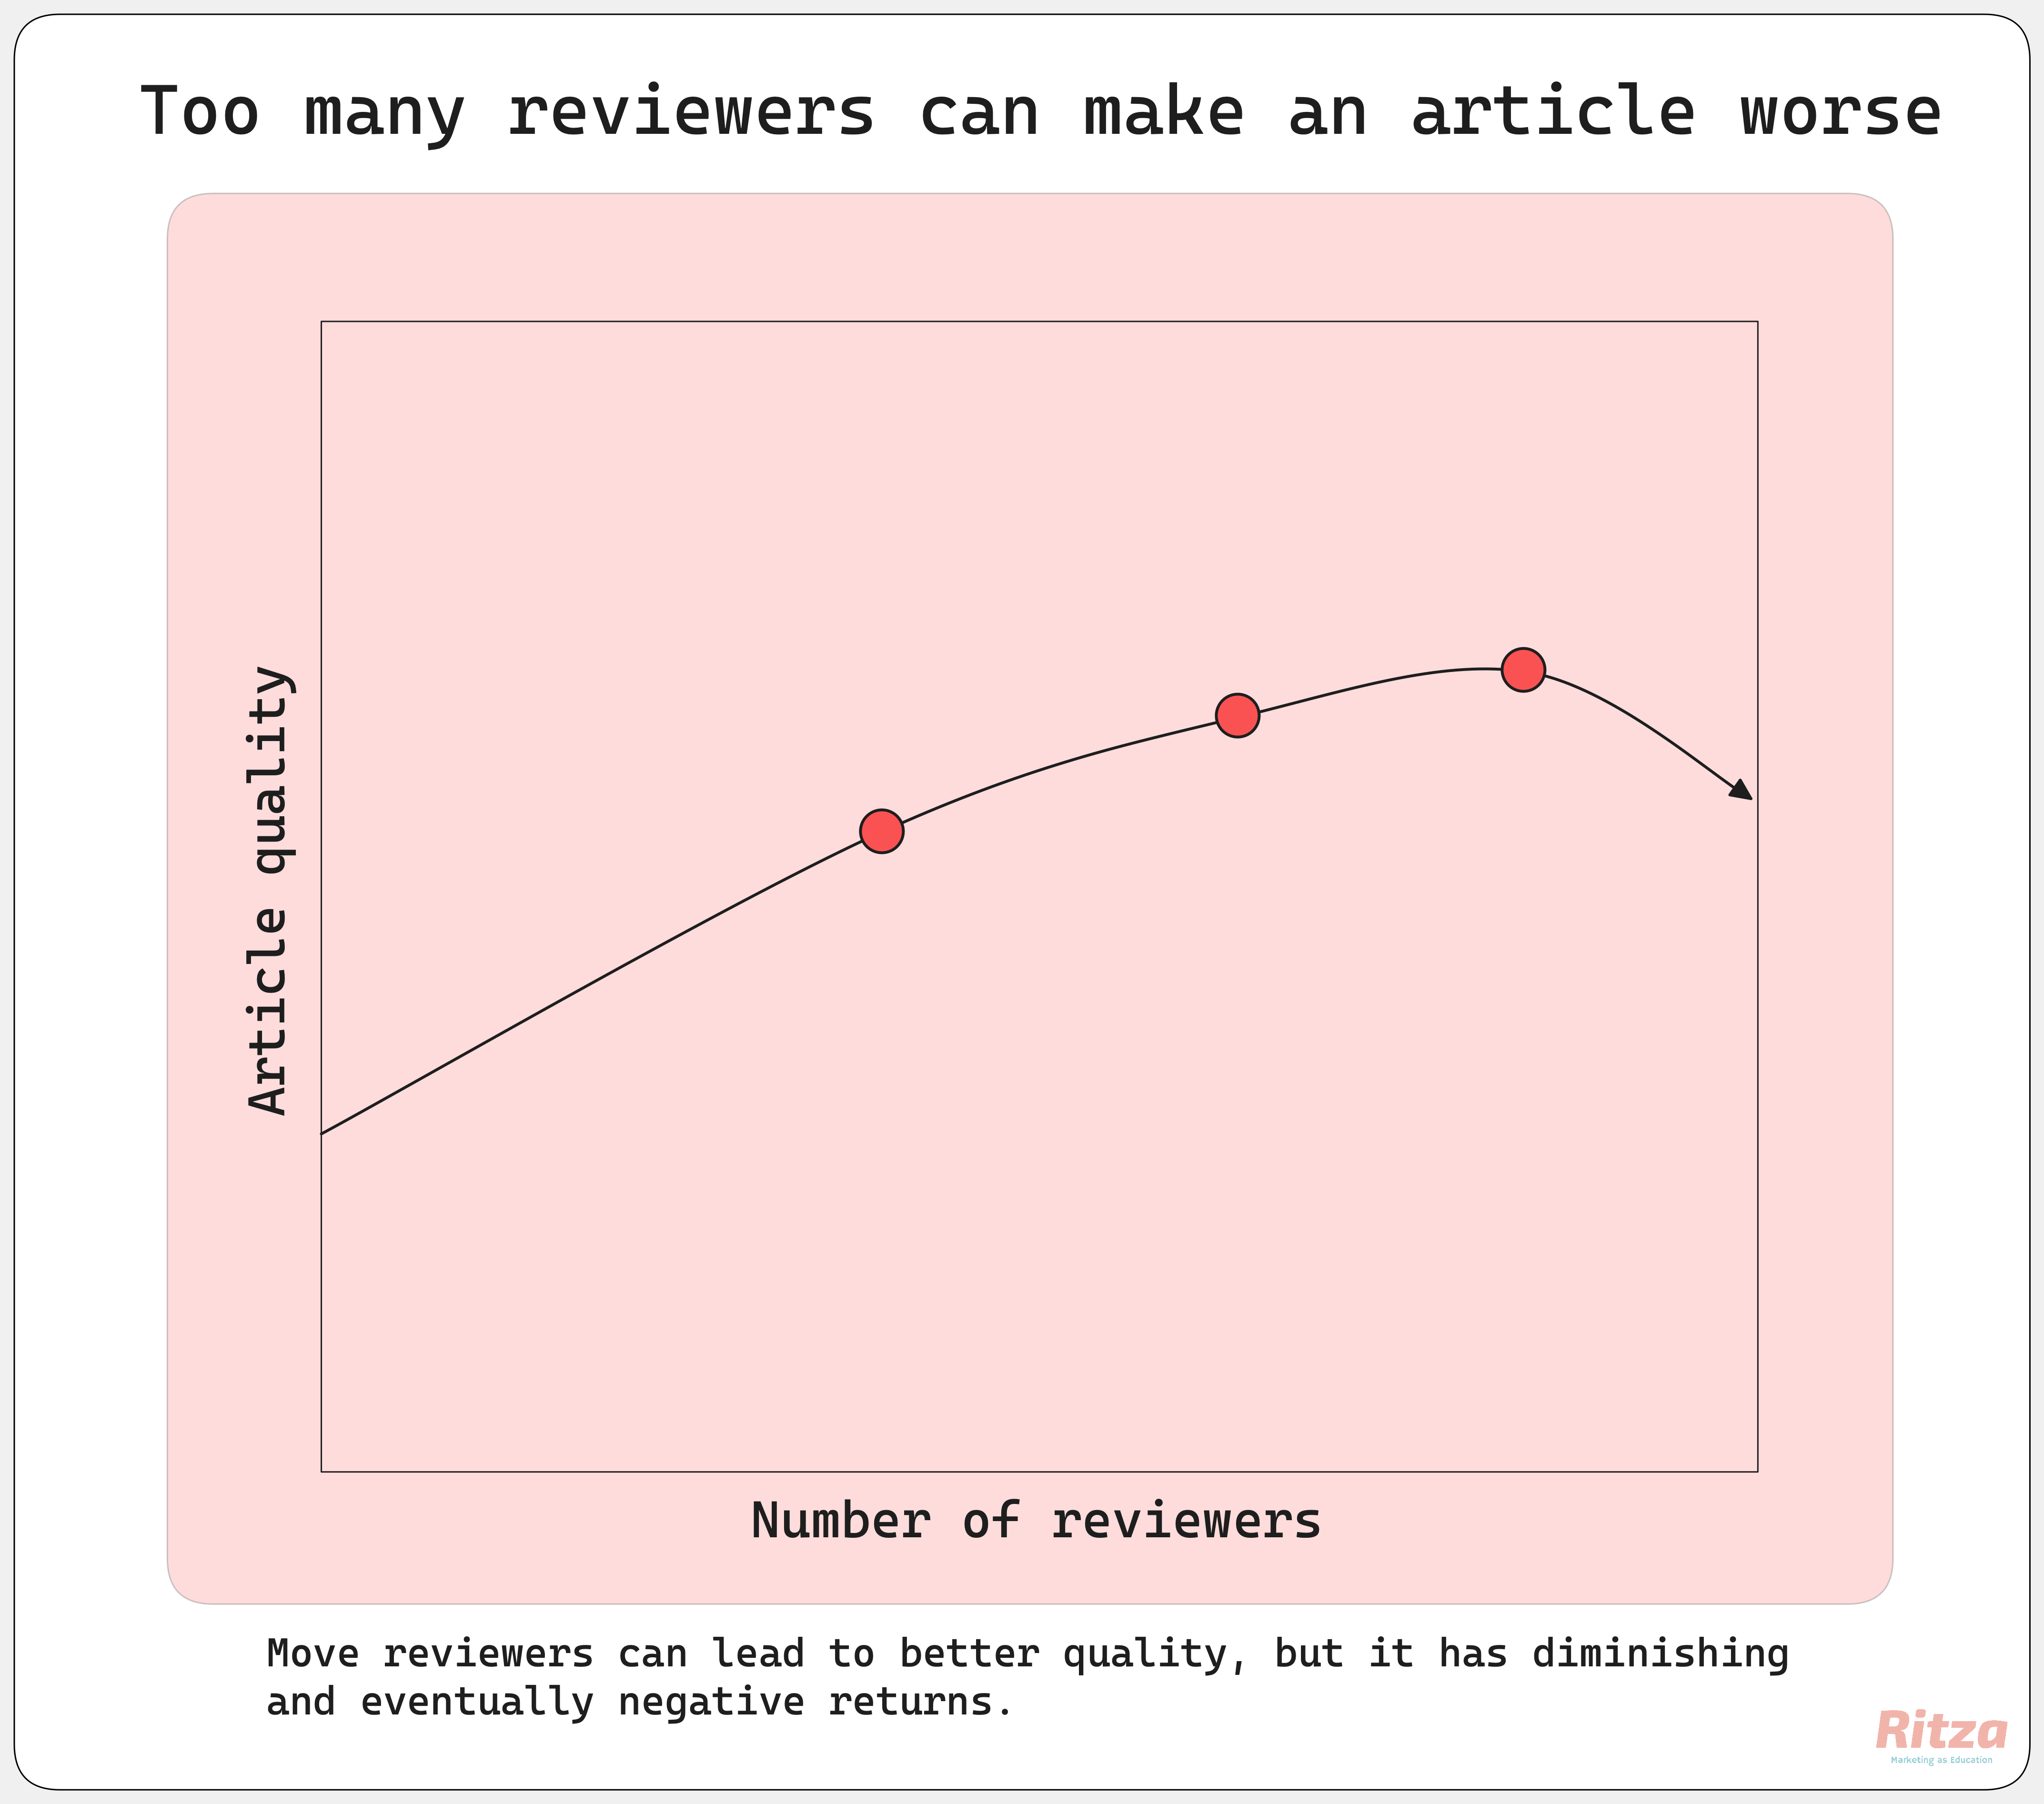 Too many reviewers can make an article worse
Article quality
Number of reviewers
Move reviewers can lead to better quality, but it has diminishing
and eventually negative returns.
Ritza
Marketing as Education